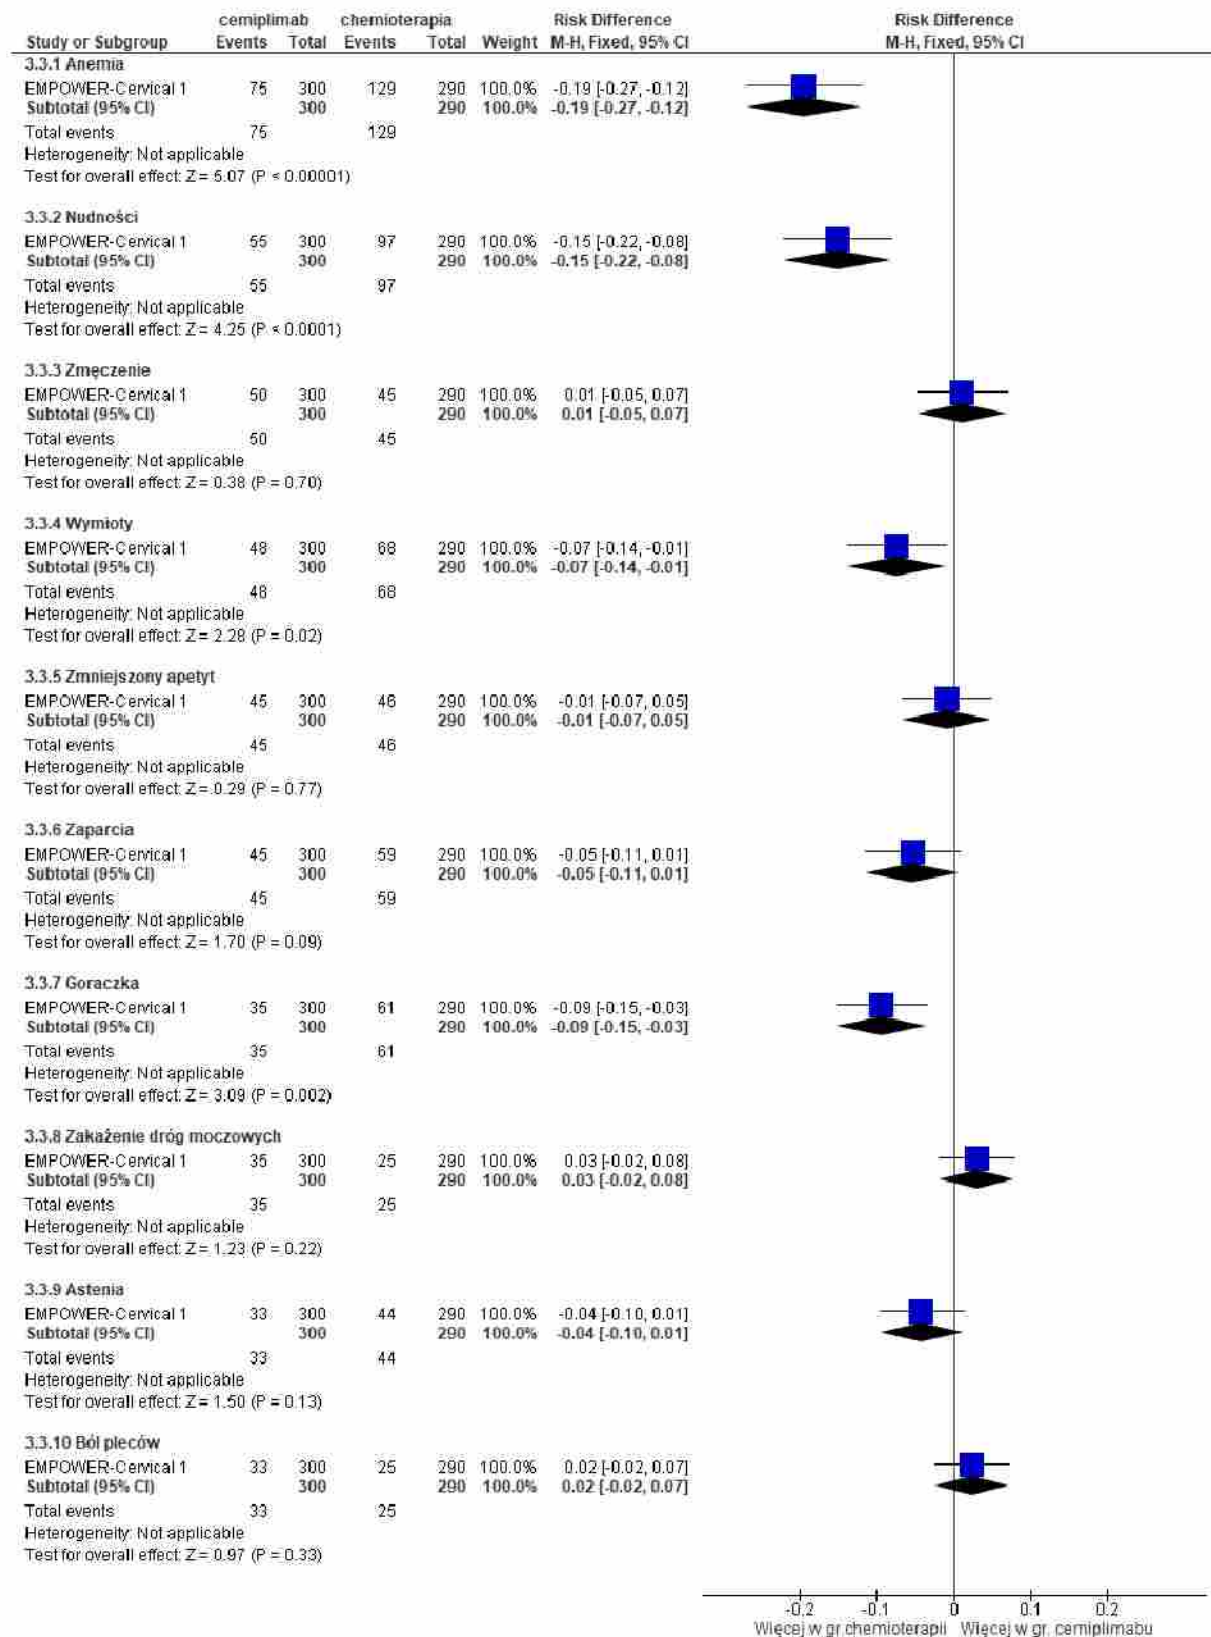 cemiplimab chemioterapia Risk Difference Risk Difference
Study or Subgroup Events Total Events Total Weight M-H, Fixed, 95% CI M-H, Fixed, 95% CI
3.3.1 Anemia
EMPOWER-Cervical 1 75 300 129 290 100.0% -0.19 [-0.27, -0.12]
Subtotal (95% CI) 300 290 100.0% -0.19 [-0.27, -0.12]
Total events 75 129
Heterogeneity: Not applicable
Test for overall effect: Z = 5.07 (P < 0.00001)
3.3.2 Nudności
EMPOWER-Cervical 1 55 300 97 290 100.0% -0.15 [-0.22, -0.08]
Subtotal (95% CI) 300 290 100.0% -0.15 [-0.22, -0.08]
Total events 55 97
Heterogeneity: Not applicable
Test for overall effect: Z = 4.25 (P < 0.0001)
3.3.3 Zmęczenie
EMPOWER-Cervical 1 50 300 45 290 100.0% 0.01 [-0.05, 0.07]
Subtotal (95% CI) 300 290 100.0% 0.01 [-0.05, 0.07]
Total events 50 45
Heterogeneity: Not applicable
Test for overall effect: Z = 0.38 (P = 0.70)
3.3.4 Wymioty
EMPOWER-Cervical 1 48 300 68 290 100.0% -0.07 [-0.14, -0.01]
Subtotal (95% CI) 300 290 100.0% -0.07 [-0.14, -0.01]
Total events 48 68
Heterogeneity: Not applicable
Test for overall effect: Z = 2.28 (P = 0.02)
3.3.5 Zmniejszony apetyt
EMPOWER-Cervical 1 45 300 46 290 100.0% -0.01 [-0.07, 0.05]
Subtotal (95% CI) 300 290 100.0% -0.01 [-0.07, 0.05]
Total events 45 46
Heterogeneity: Not applicable
Test for overall effect: Z = 0.29 (P = 0.77)
3.3.6 Zaparcia
EMPOWER-Cervical 1 45 300 59 290 100.0% -0.05 [-0.11, 0.01]
Subtotal (95% CI) 300 290 100.0% -0.05 [-0.11, 0.01]
Total events 45 59
Heterogeneity: Not applicable
Test for overall effect: Z = 1.70 (P = 0.09)
3.3.7 Goraczka
EMPOWER-Cervical 1 35 300 61 290 100.0% -0.09 [-0.15, -0.03]
Subtotal (95% CI) 300 290 100.0% -0.09 [-0.15, -0.03]
Total events 35 61
Heterogeneity: Not applicable
Test for overall effect: Z = 3.09 (P = 0.002)
3.3.8 Zakażenie dróg moczowych
EMPOWER-Cervical 1 35 300 25 290 100.0% 0.03 [-0.02, 0.08]
Subtotal (95% CI) 300 290 100.0% 0.03 [-0.02, 0.08]
Total events 35 25
Heterogeneity: Not applicable
Test for overall effect: Z = 1.23 (P = 0.22)
3.3.9 Astenia
EMPOWER-Cervical 1 33 300 44 290 100.0% -0.04 [-0.10, 0.01]
Subtotal (95% CI) 300 290 100.0% -0.04 [-0.10, 0.01]
Total events 33 44
Heterogeneity: Not applicable
Test for overall effect: Z = 1.50 (P = 0.13)
3.3.10 Ból pleców
EMPOWER-Cervical 1 33 300 25 290 100.0% 0.02 [-0.02, 0.07]
Subtotal (95% CI) 300 290 100.0% 0.02 [-0.02, 0.07]
Total events 33 25
Heterogeneity: Not applicable
Test for overall effect: Z = 0.97 (P = 0.33)
-0.2 -0.1 0 0.1 0.2
Więcej w gr.chemioterapii Więcej w gr. cemiplimabu